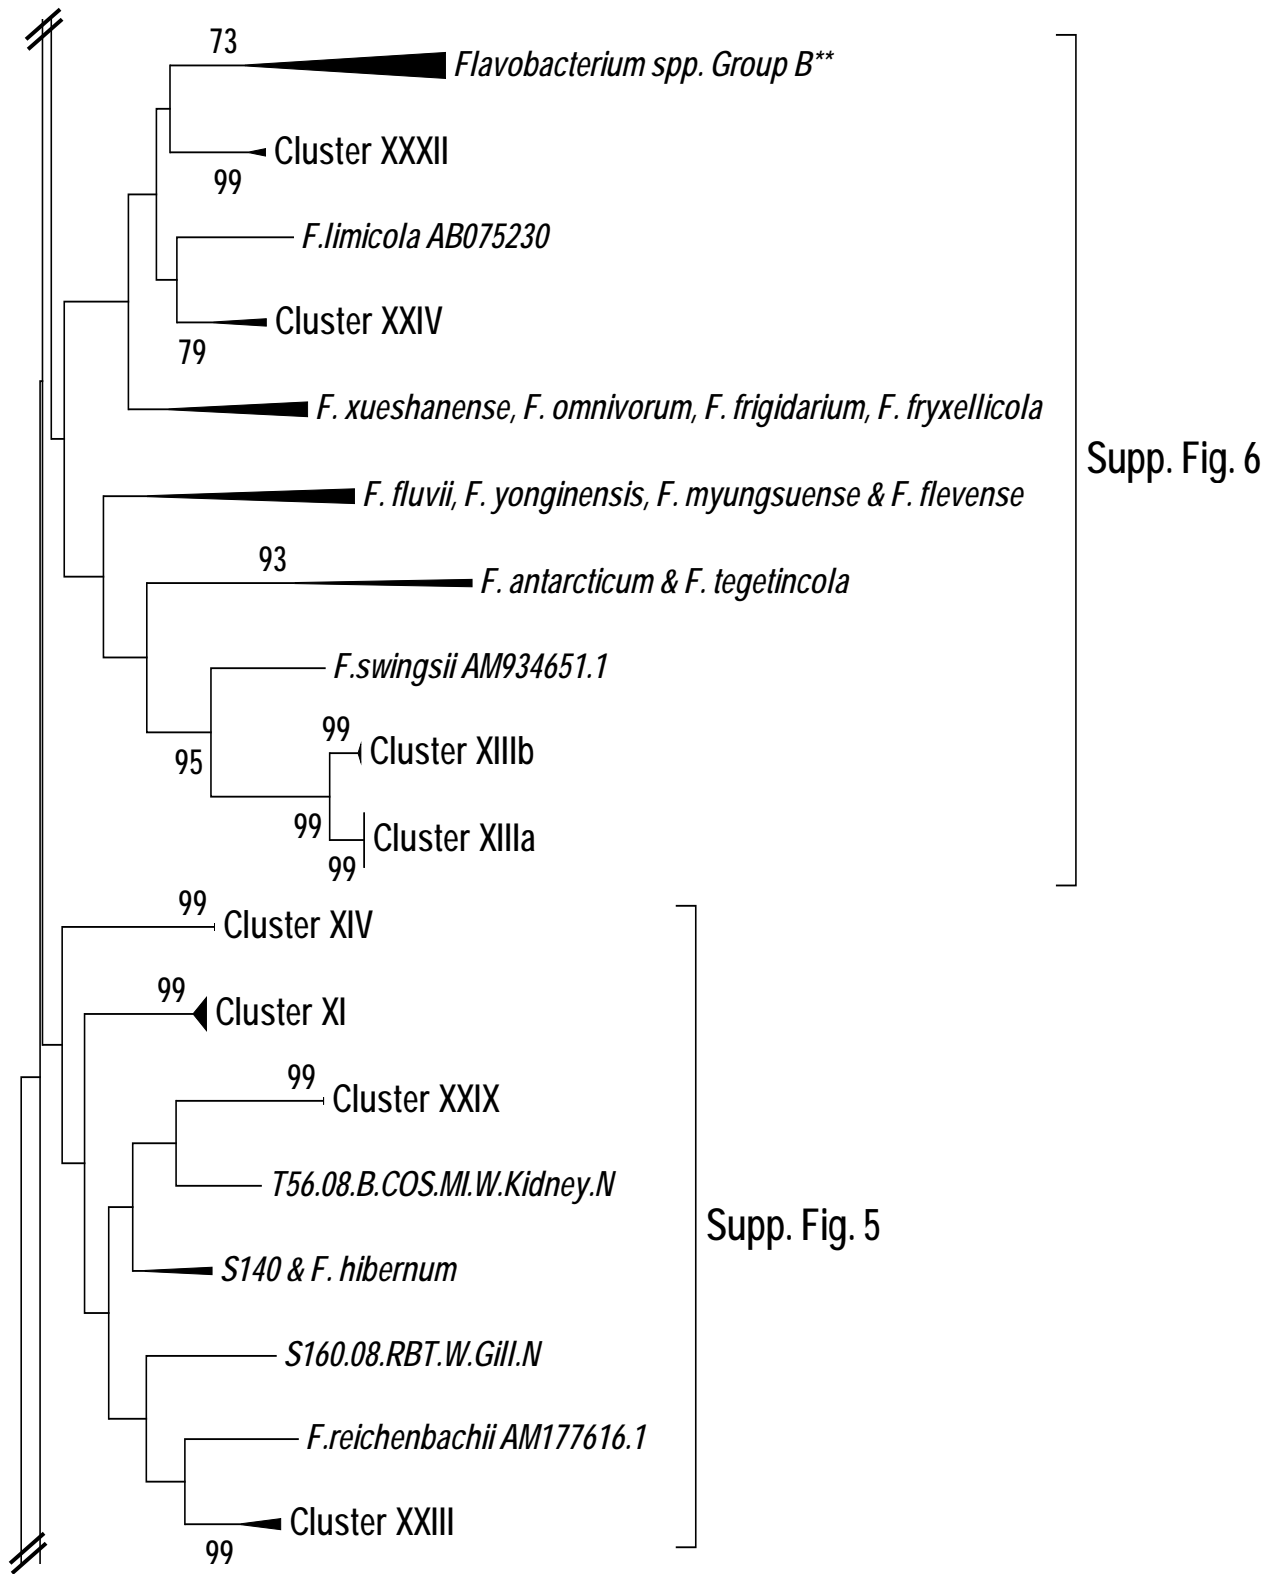 73
Flavobacterium spp. Group B**
Cluster XXXII
99
F.limicola AB075230
Cluster XXIV
79
F. xueshanense, F. omnivorum, F. frigidarium, F. fryxellicola
Supp. Fig. 6
F. fluvii, F. yonginensis, F. myungsuense & F. flevense
93
F. antarcticum & F. tegetincola
F.swingsii AM934651.1
99
Cluster XIIIb
95
99
Cluster XIIIa
99
99
Cluster XIV
99
Cluster XI
99
Cluster XXIX
T56.08.B.COS.MI.W.Kidney.N
Supp. Fig. 5
S140 & F. hibernum
S160.08.RBT.W.Gill.N
F.reichenbachii AM177616.1
Cluster XXIII
99